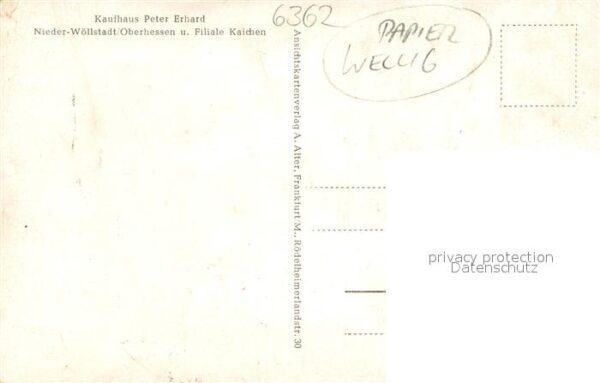 Kaufhaus Peter Erhard
Nieder-Wöllstadt/Oberhessen u. Filiale Kaichen
6362
PAPIER
WELLIG
Ansichtskartenverlag A. Alter, Frankfurt M., Rödelheimerlandstr. 30
privacy protection
Datenschutz